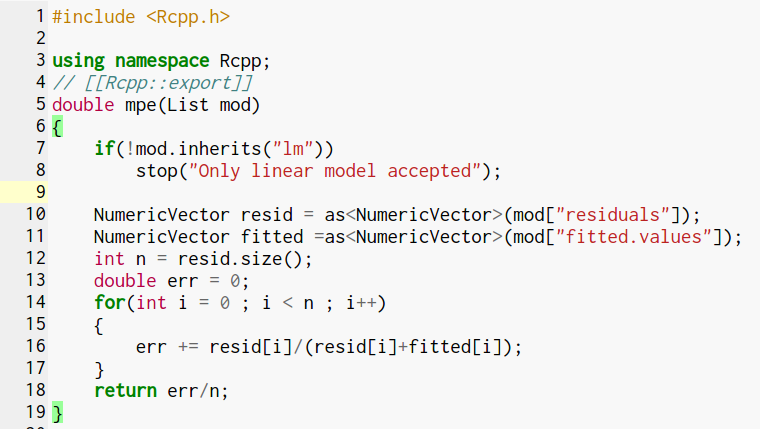 1 #include <Rcpp.h>
2
3 using namespace Rcpp;
4 // [[Rcpp::export]]
5 double mpe(List mod)
6 {
7     if(!mod.inherits("lm"))
8         stop("Only linear model accepted");
9
10     NumericVector resid = as<NumericVector>(mod["residuals"]);
11     NumericVector fitted =as<NumericVector>(mod["fitted.values"]);
12     int n = resid.size();
13     double err = 0;
14     for(int i = 0 ; i < n ; i++)
15     {
16         err += resid[i]/(resid[i]+fitted[i]);
17     }
18     return err/n;
19 }